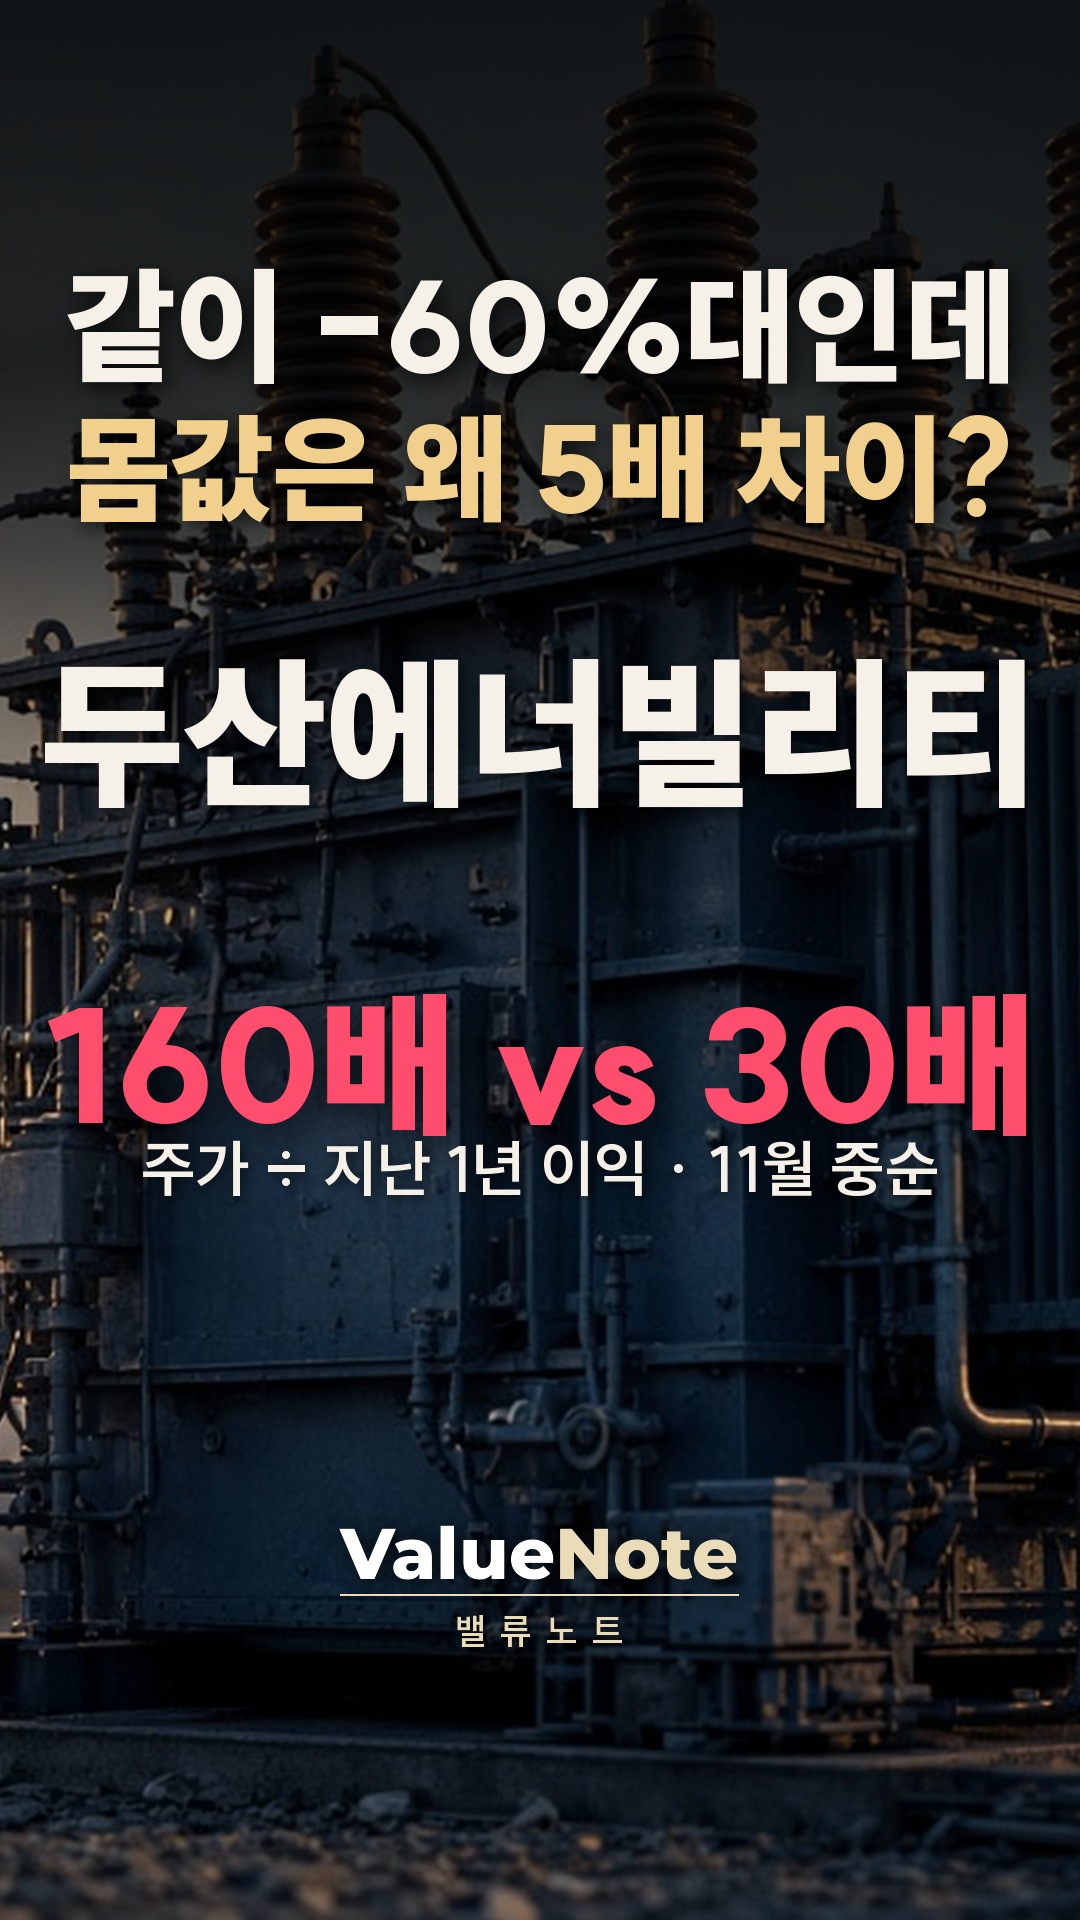 같이 -60%대인데
몸값은 왜 5배 차이?
두산에너빌리티
160배 vs 30배
주가 ÷ 지난 1년 이익 · 11월 중순
ValueNote
밸류노트